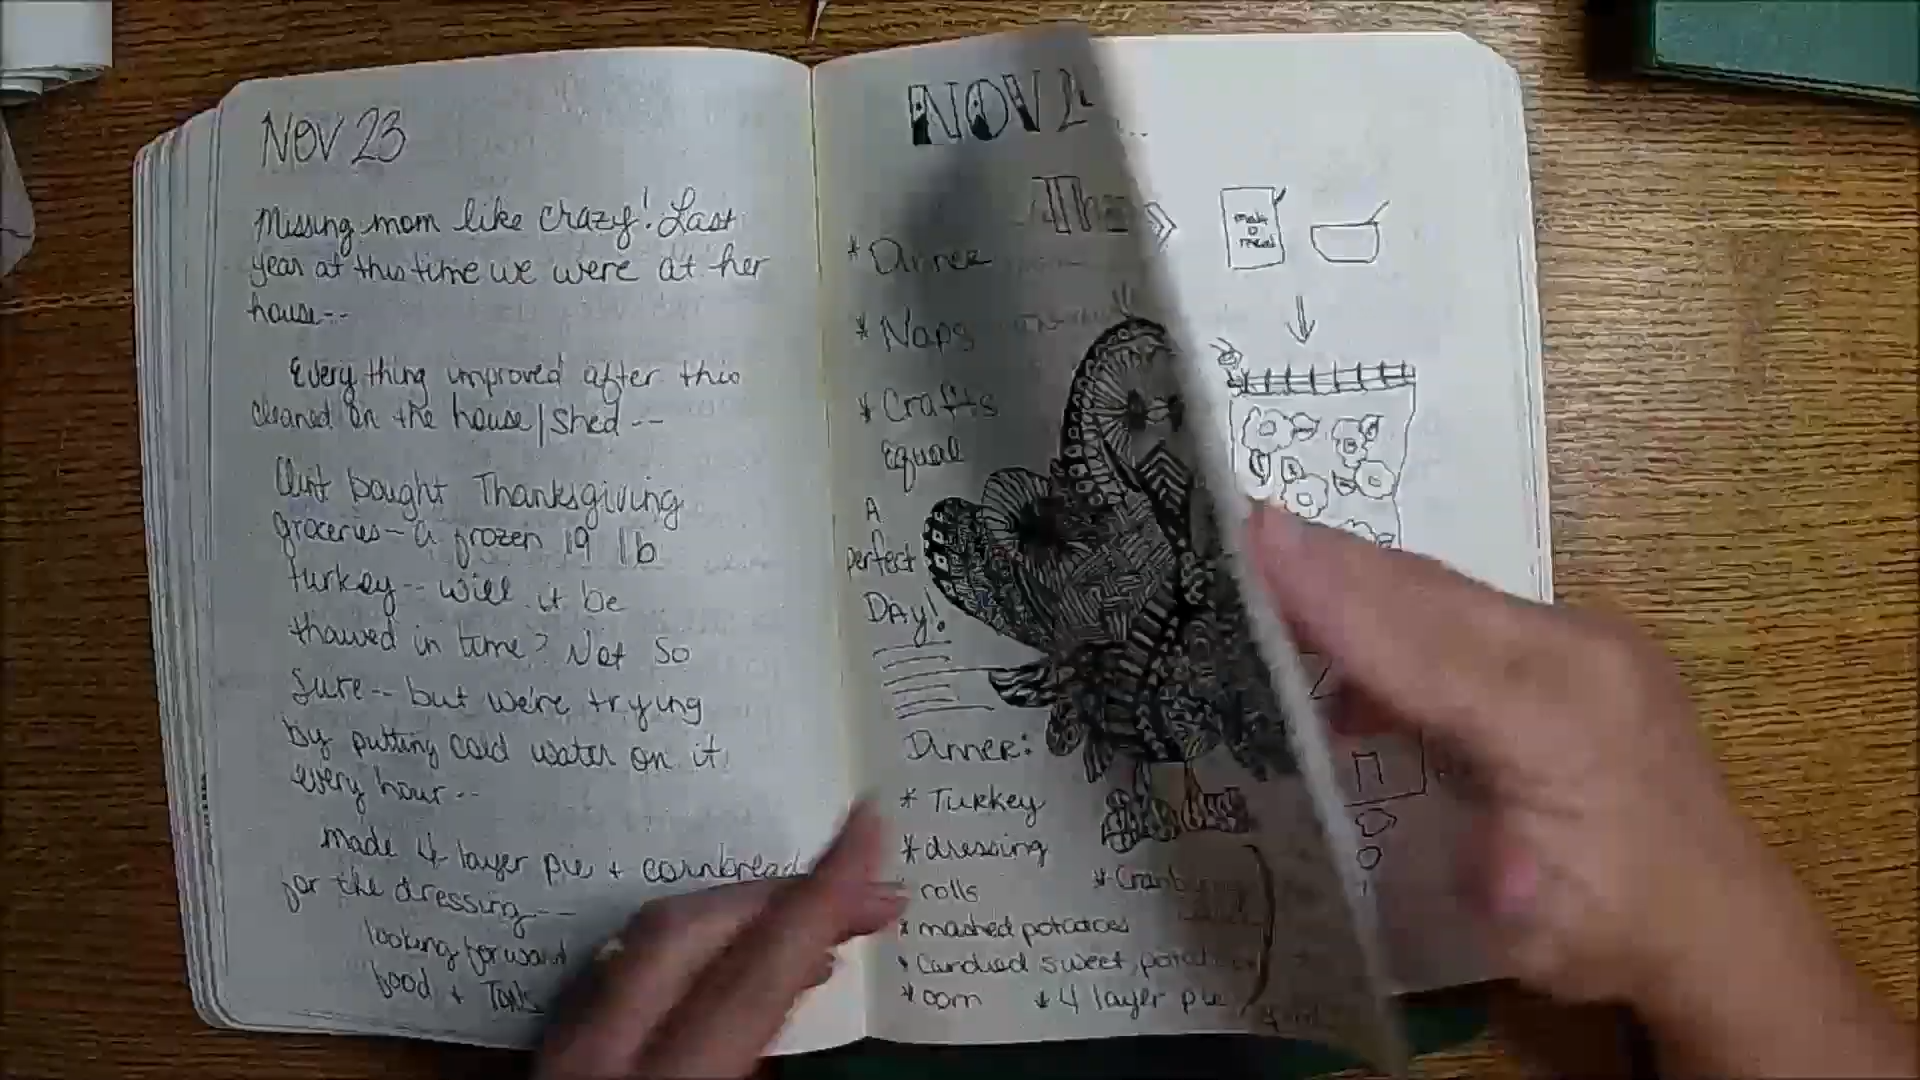 NOV 23
Missing mom like crazy! Last
year at this time we were at her
house--
Every thing improved after this
cleaned on the house/shed --
Clint bought Thanksgiving
groceries- a frozen 19 lb
turkey-- will it be
thawed in time? Not so
sure-- but we're trying
by putting cold water on it
every hour--
made 4 layer pie + cornbread
for the dressing--
looking forward
food +
NOV 2
* Dinner
* Naps
* Crafts
Equal
A
perfect
DAY!
Dinner:
* Turkey
* dressing
* rolls
* mashed potatoes
* Candied sweet
* corn * 4 layer pie